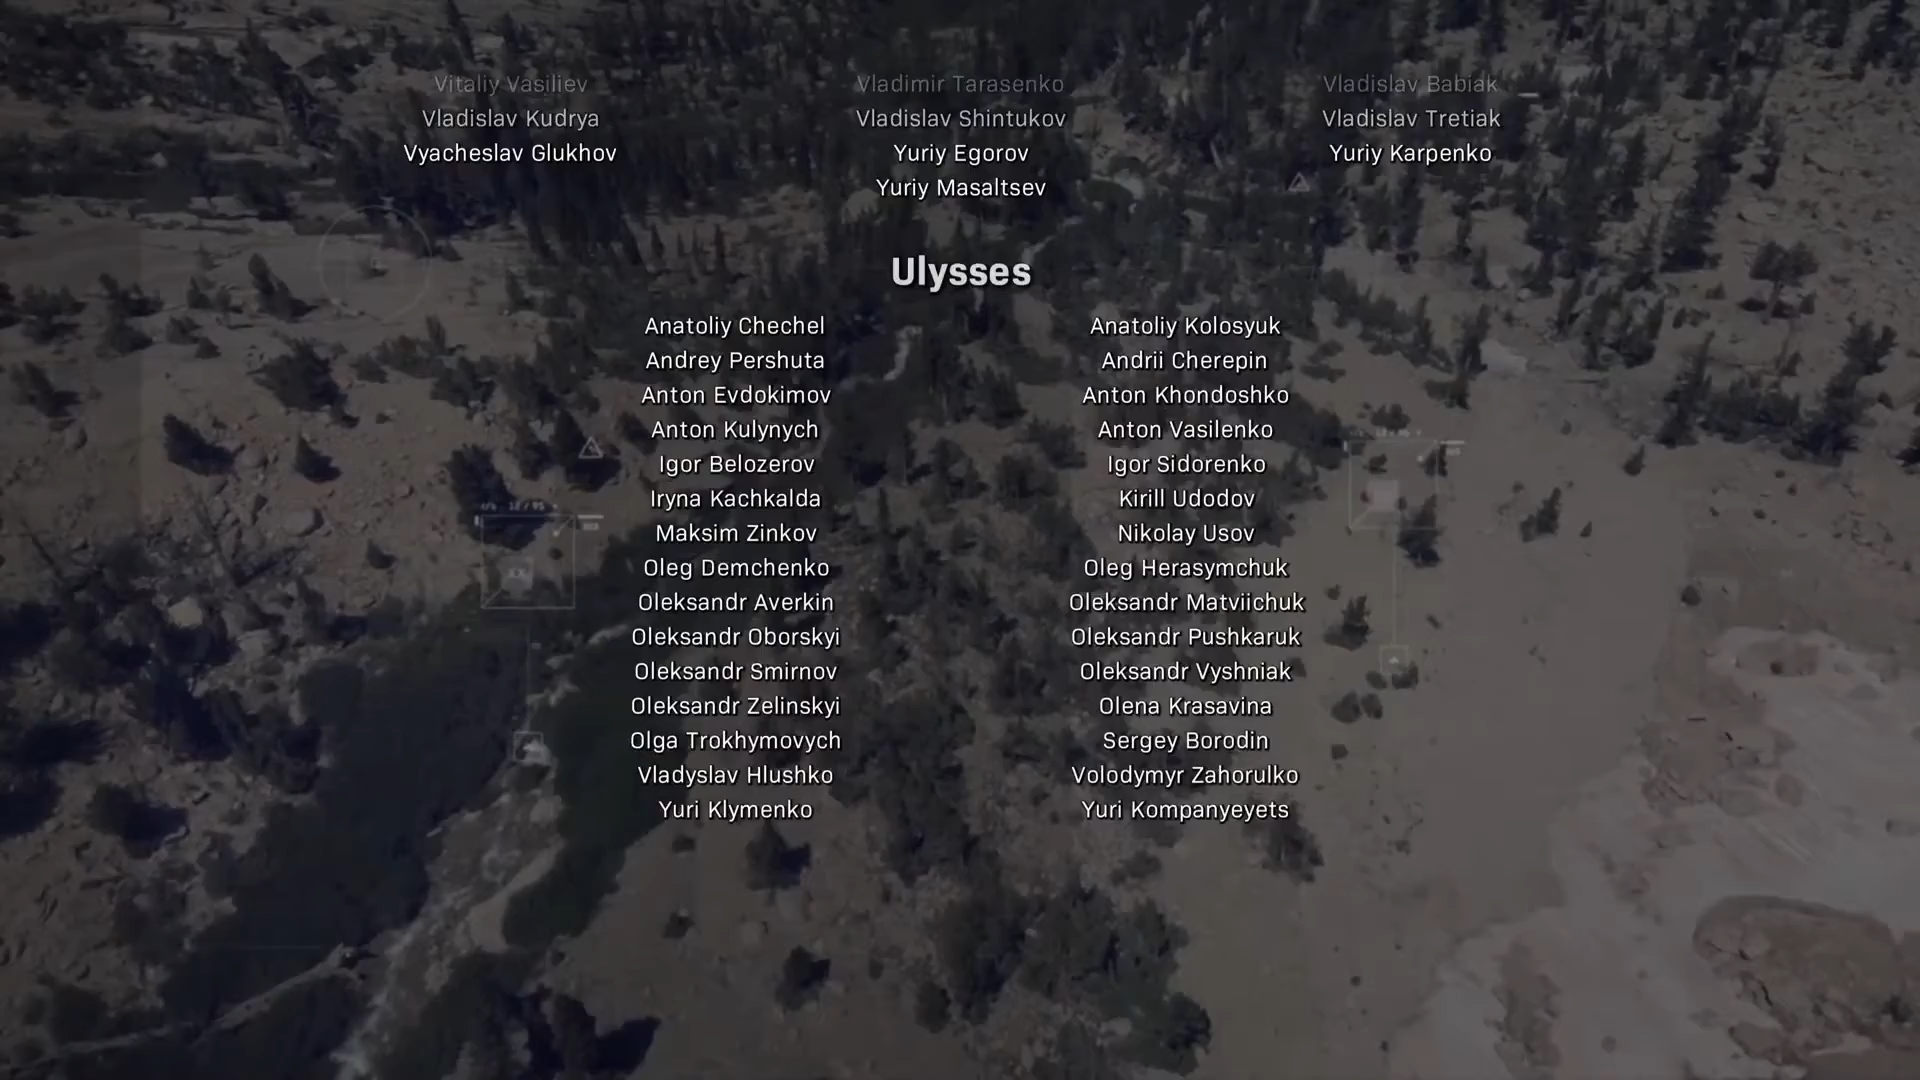 Vitaliy Vasiliev Vladimir Tarasenko Vladislav Babiak
Vladislav Kudrya Vladislav Shintukov Vladislav Tretiak
Vyacheslav Glukhov Yuriy Egorov Yuriy Karpenko
Yuriy Masaltsev
Ulysses
Anatoliy Chechel Anatoliy Kolosyuk
Andrey Pershuta Andrii Cherepin
Anton Evdokimov Anton Khondoshko
Anton Kulynych Anton Vasilenko
Igor Belozerov Igor Sidorenko
Iryna Kachkalda Kirill Udodov
Maksim Zinkov Nikolay Usov
Oleg Demchenko Oleg Herasymchuk
Oleksandr Averkin Oleksandr Matviichuk
Oleksandr Oborskyi Oleksandr Pushkaruk
Oleksandr Smirnov Oleksandr Vyshniak
Oleksandr Zelinskyi Olena Krasavina
Olga Trokhymovych Sergey Borodin
Vladyslav Hlushko Volodymyr Zahorulko
Yuri Klymenko Yuri Kompanyeyets